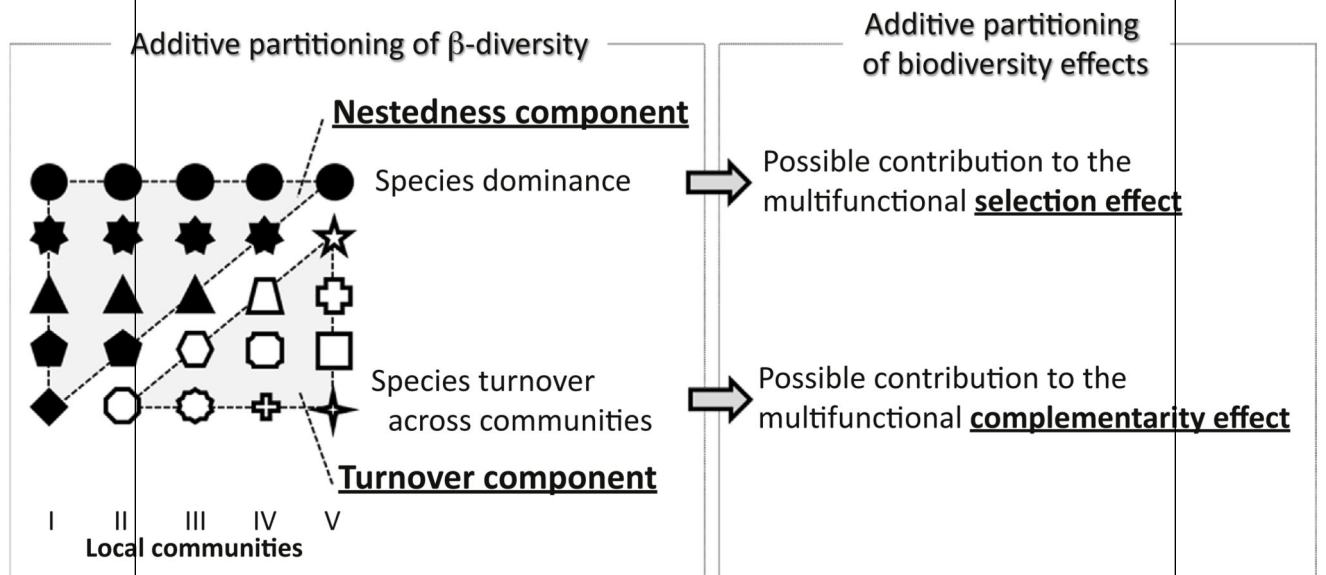 Additive partitioning of β-diversity
Additive partitioning
of biodiversity effects
Nestedness component
Species dominance
Possible contribution to the
multifunctional selection effect
Species turnover
across communities
Possible contribution to the
multifunctional complementarity effect
Turnover component
I II III IV V
Local communities